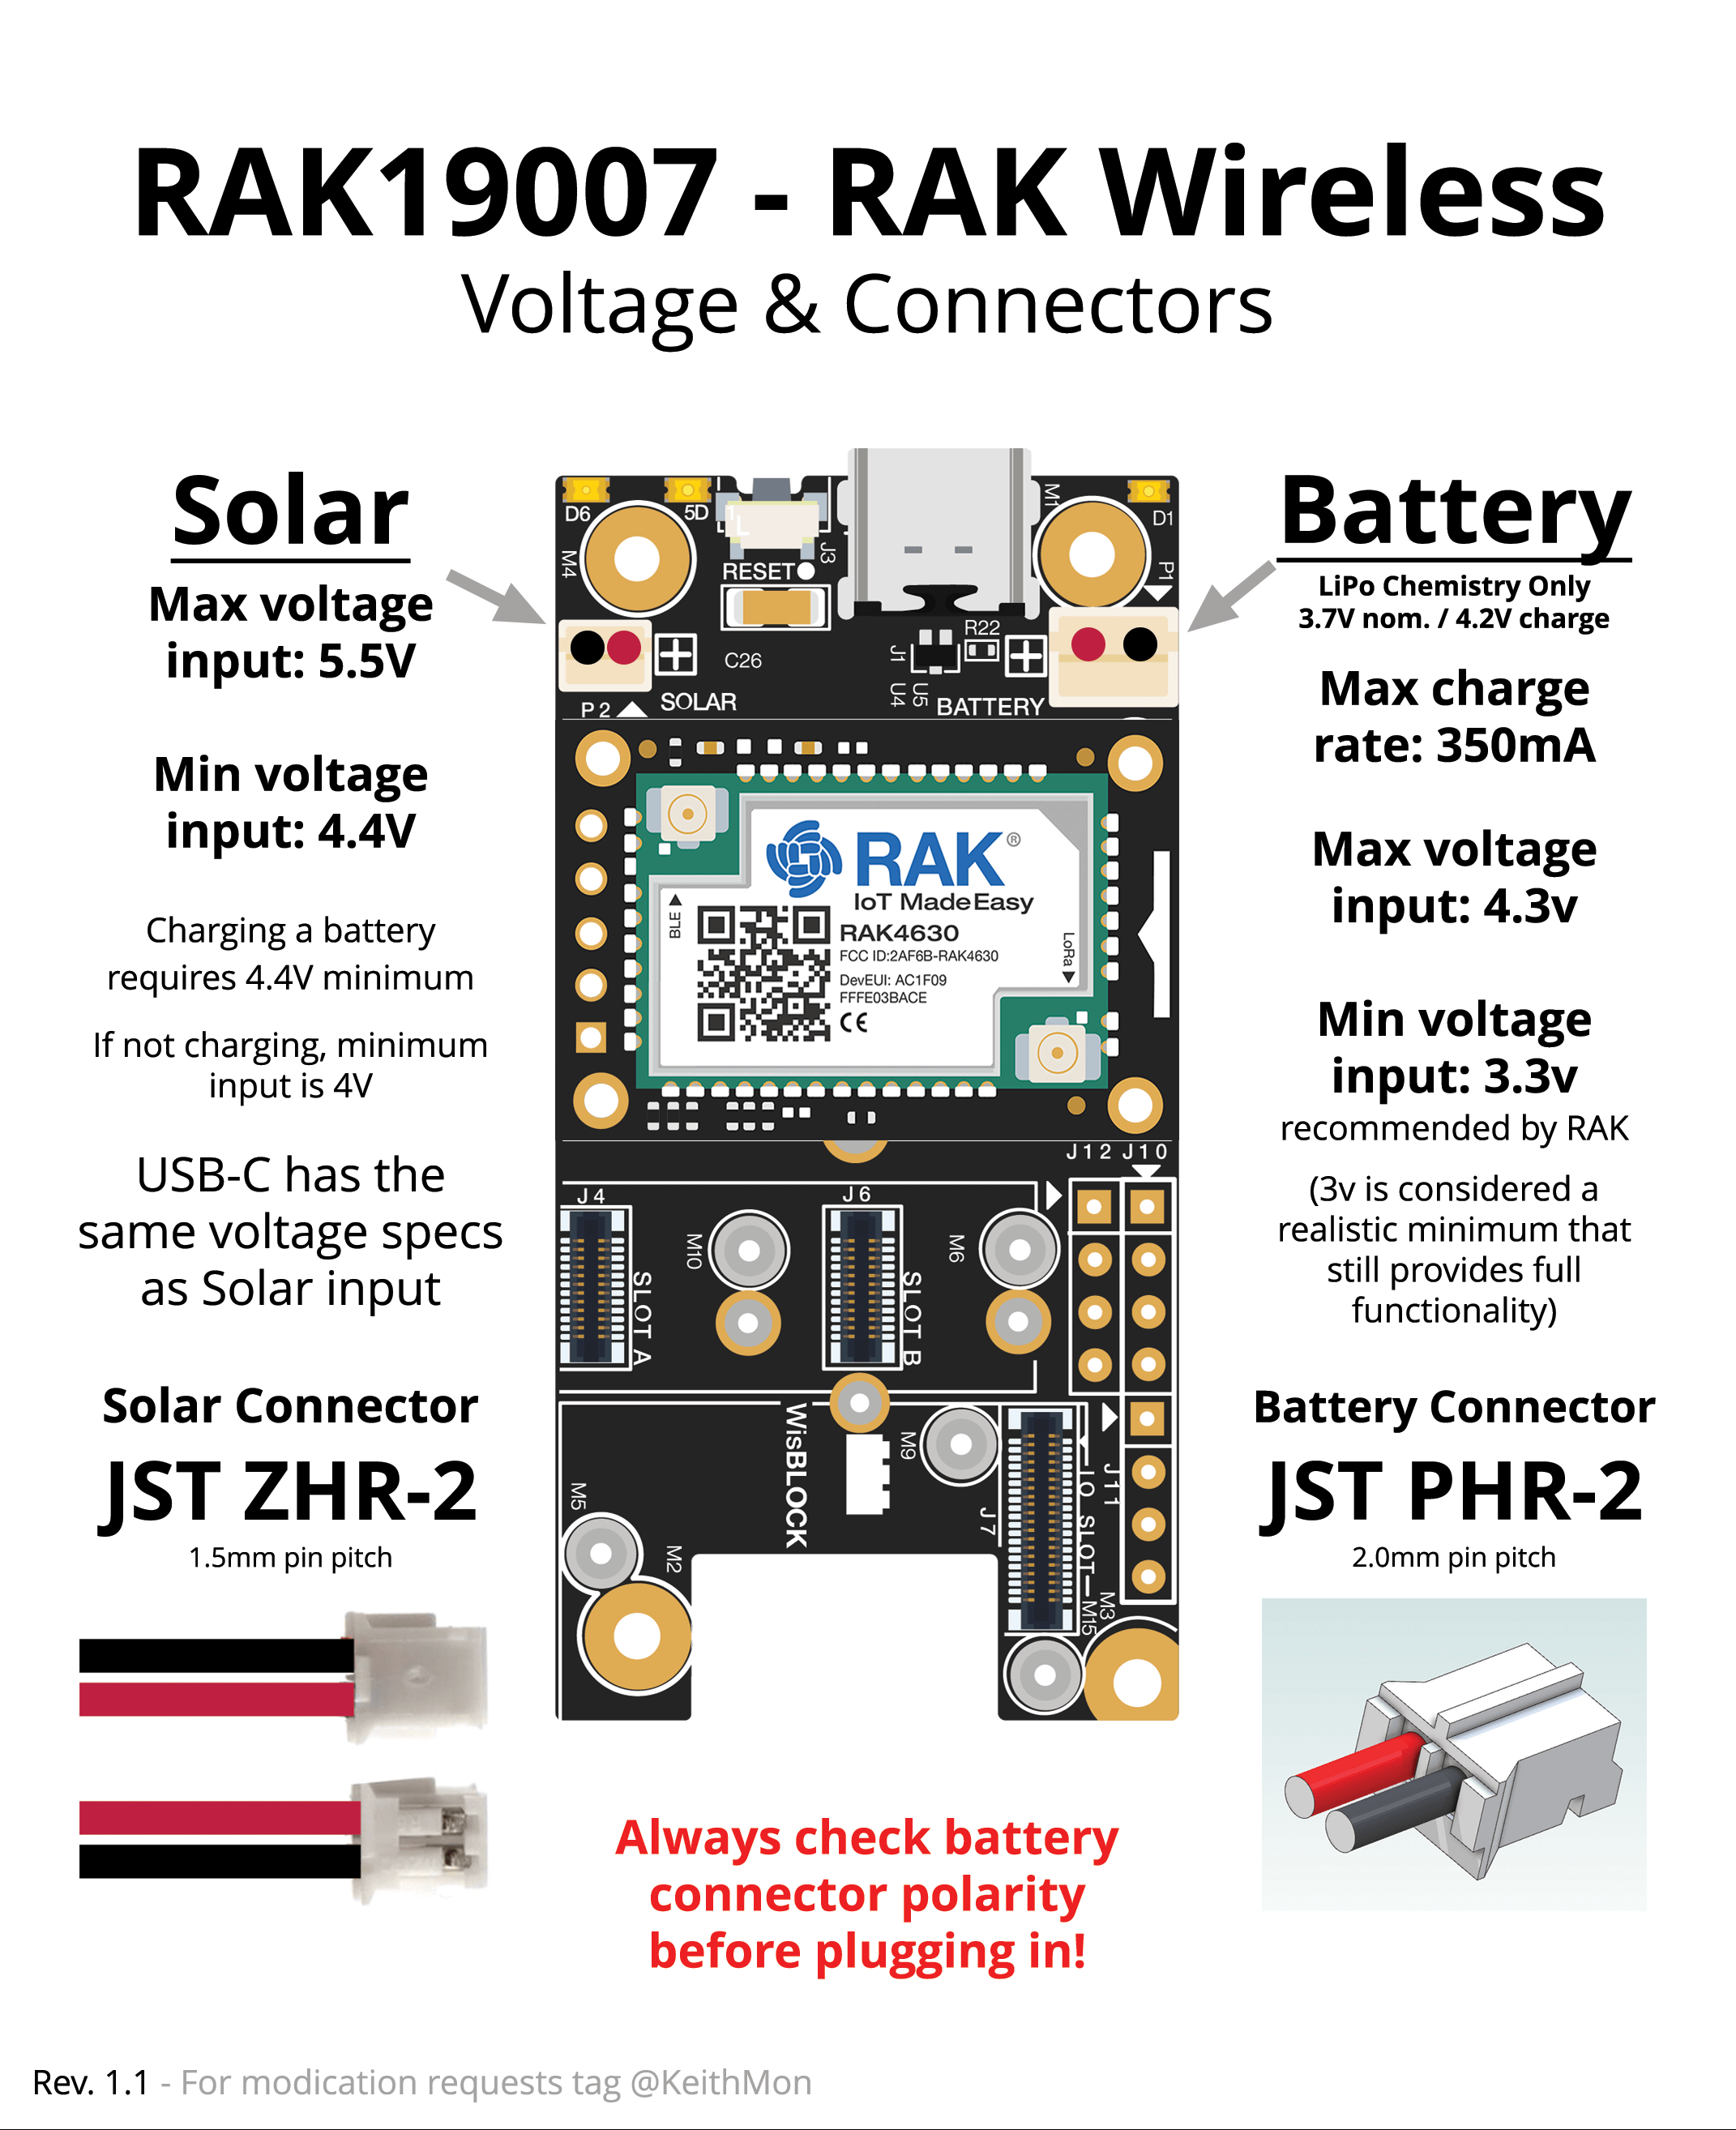 RAK19007 - RAK Wireless
Voltage & Connectors
Solar
Max voltage
input: 5.5V
Min voltage
input: 4.4V
Charging a battery
requires 4.4V minimum
If not charging, minimum
input is 4V
USB-C has the
same voltage specs
as Solar input
Solar Connector
JST ZHR-2
1.5mm pin pitch
Battery
LiPo Chemistry Only
3.7V nom. / 4.2V charge
Max charge
rate: 350mA
Max voltage
input: 4.3v
Min voltage
input: 3.3v
recommended by RAK
(3v is considered a
realistic minimum that
still provides full
functionality)
Battery Connector
JST PHR-2
2.0mm pin pitch
D6
5D
M1
D1
M4
J3
RESET
P1
C26
J1
R22
U4
U5
P2
SOLAR
BATTERY
RAK®
IoT MadeEasy
BLE
RAK4630
FCC ID:2AF6B-RAK4630
DevEUI: AC1F09
FFFE03BACE
CE
LoRa
J12 J10
J4
J6
M10
M6
SLOT A
SLOT B
WisBLOCK
M9
J11
IO SLOT
J7
M5
M2
M3
M15
Always check battery
connector polarity
before plugging in!
Rev. 1.1 - For modication requests tag @KeithMon